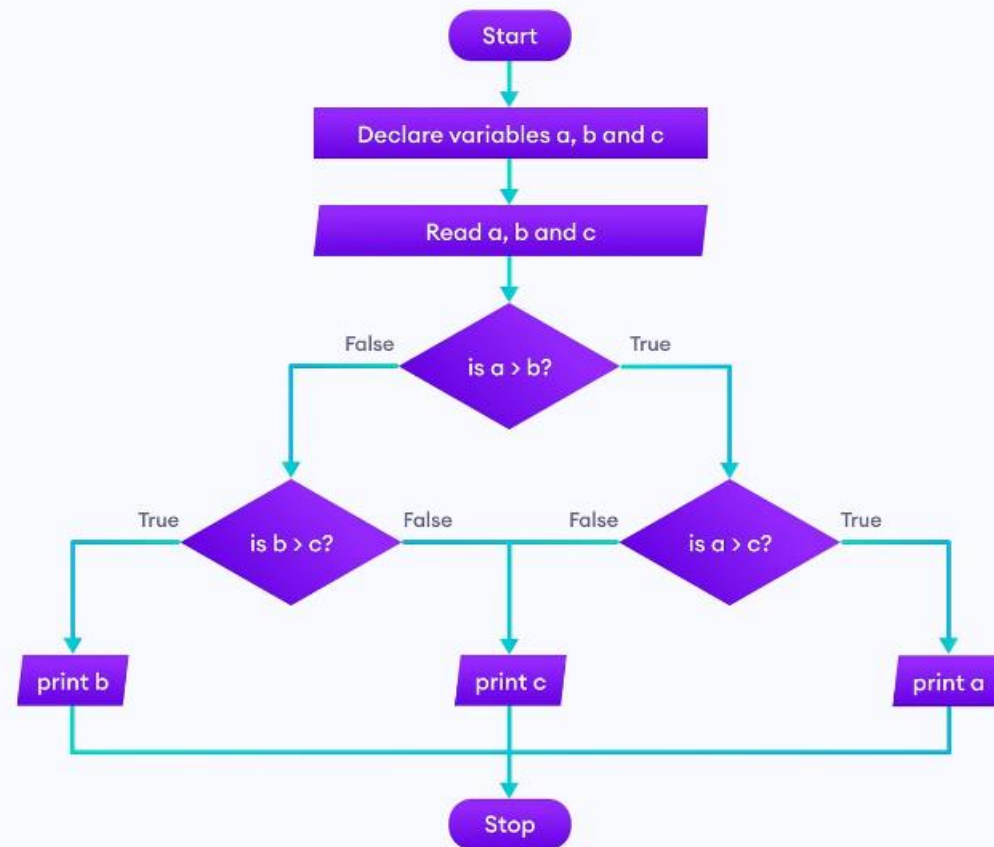 Start
Declare variables a, b and c
Read a, b and c
False
True
is a > b?
True
False
False
True
is b > c?
is a > c?
print b
print c
print a
Stop